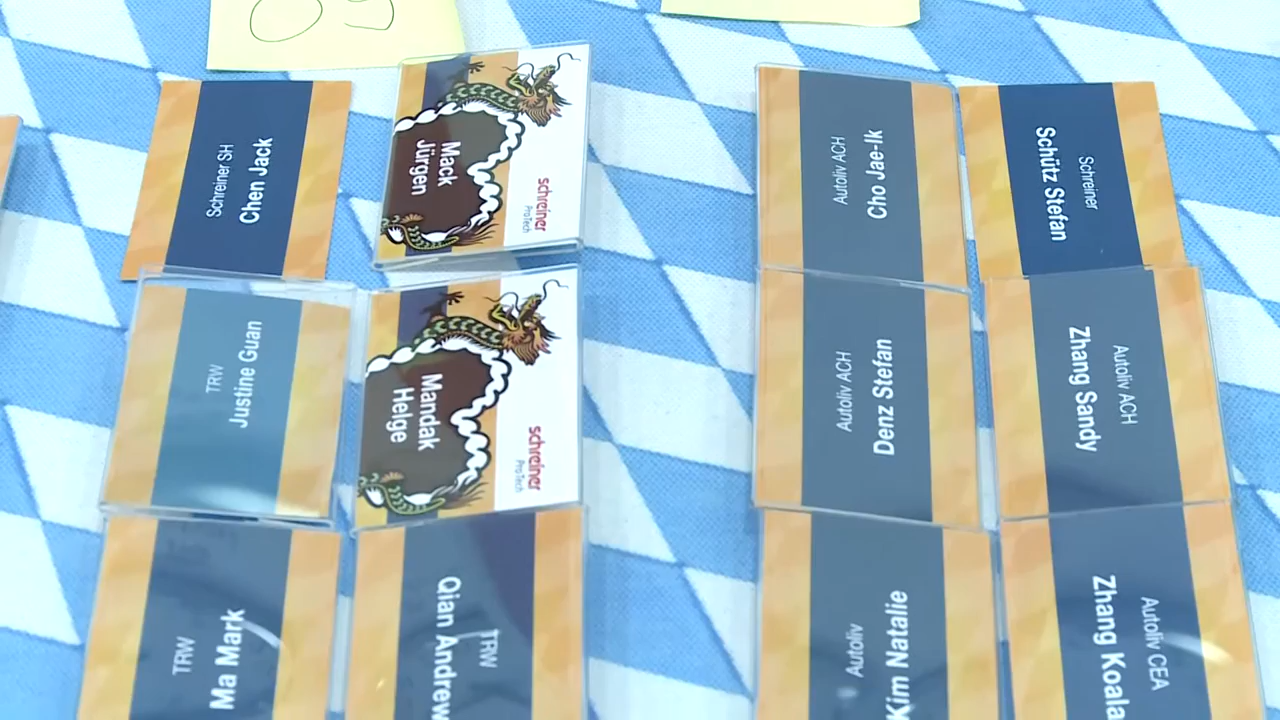 Schreiner SH
Chen Jack
Mack
Jürgen
schreiner
ProTech
Autoliv ACH
Cho Jae-Ik
Schreiner
Schütz Stefan
TRW
Justine Guan
Mandak
Helge
schreiner
ProTech
Autoliv ACH
Denz Stefan
Autoliv ACH
Zhang Sandy
TRW
Ma Mark
TRW
Qian Andrew
Autoliv
Kim Natalie
Autoliv CEA
Zhang Koala